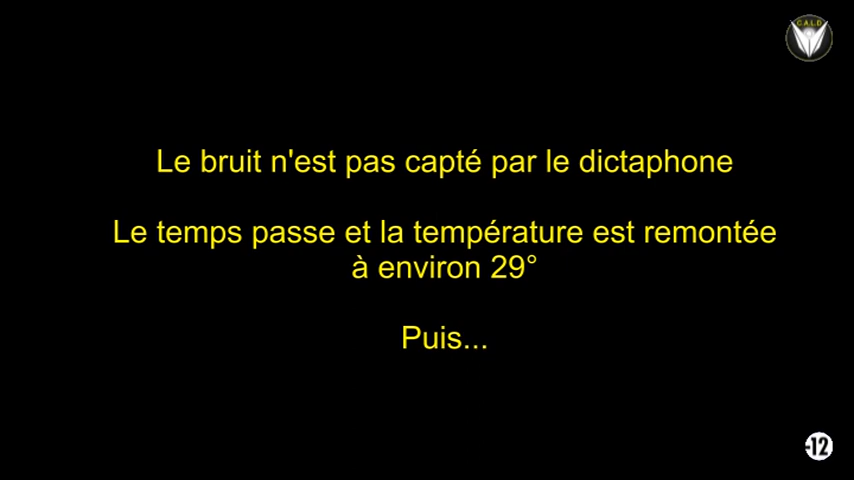 C.A.L.D
Le bruit n'est pas capté par le dictaphone
Le temps passe et la température est remontée
à environ 29°
Puis...
-12